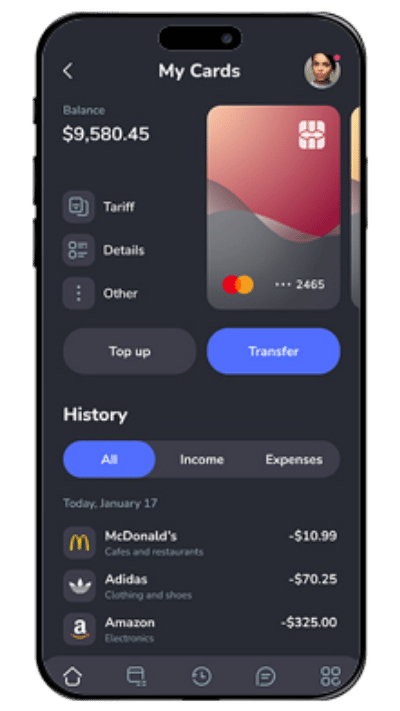 My Cards
Balance
$9,580.45
Tariff
Details
Other
••• 2465
Top up
Transfer
History
All
Income
Expenses
Today, January 17
McDonald's
-$10.99
Cafes and restaurants
Adidas
-$70.25
Clothing and shoes
a
Amazon
-$325.00
Electronics